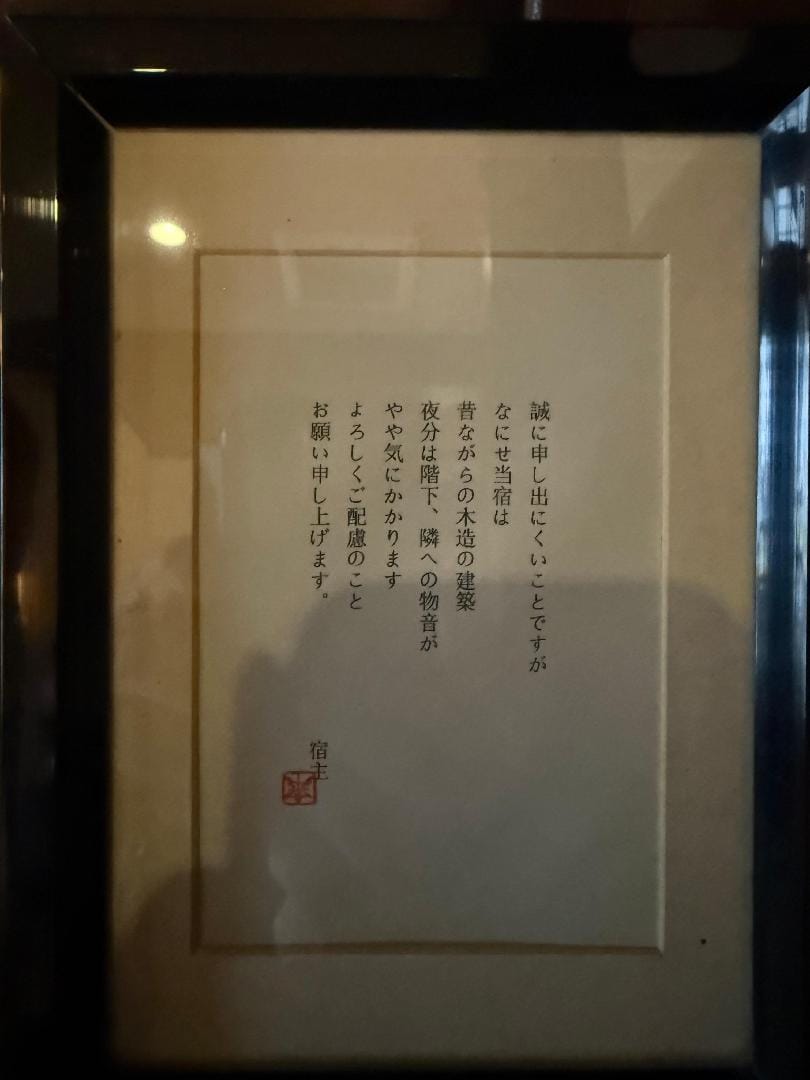 誠に申し出にくいことですが
なにせ当宿は
昔ながらの木造の建築
夜分は階下、隣への物音が
やや気にかかります
よろしくご配慮のこと
お願い申し上げます。
宿主